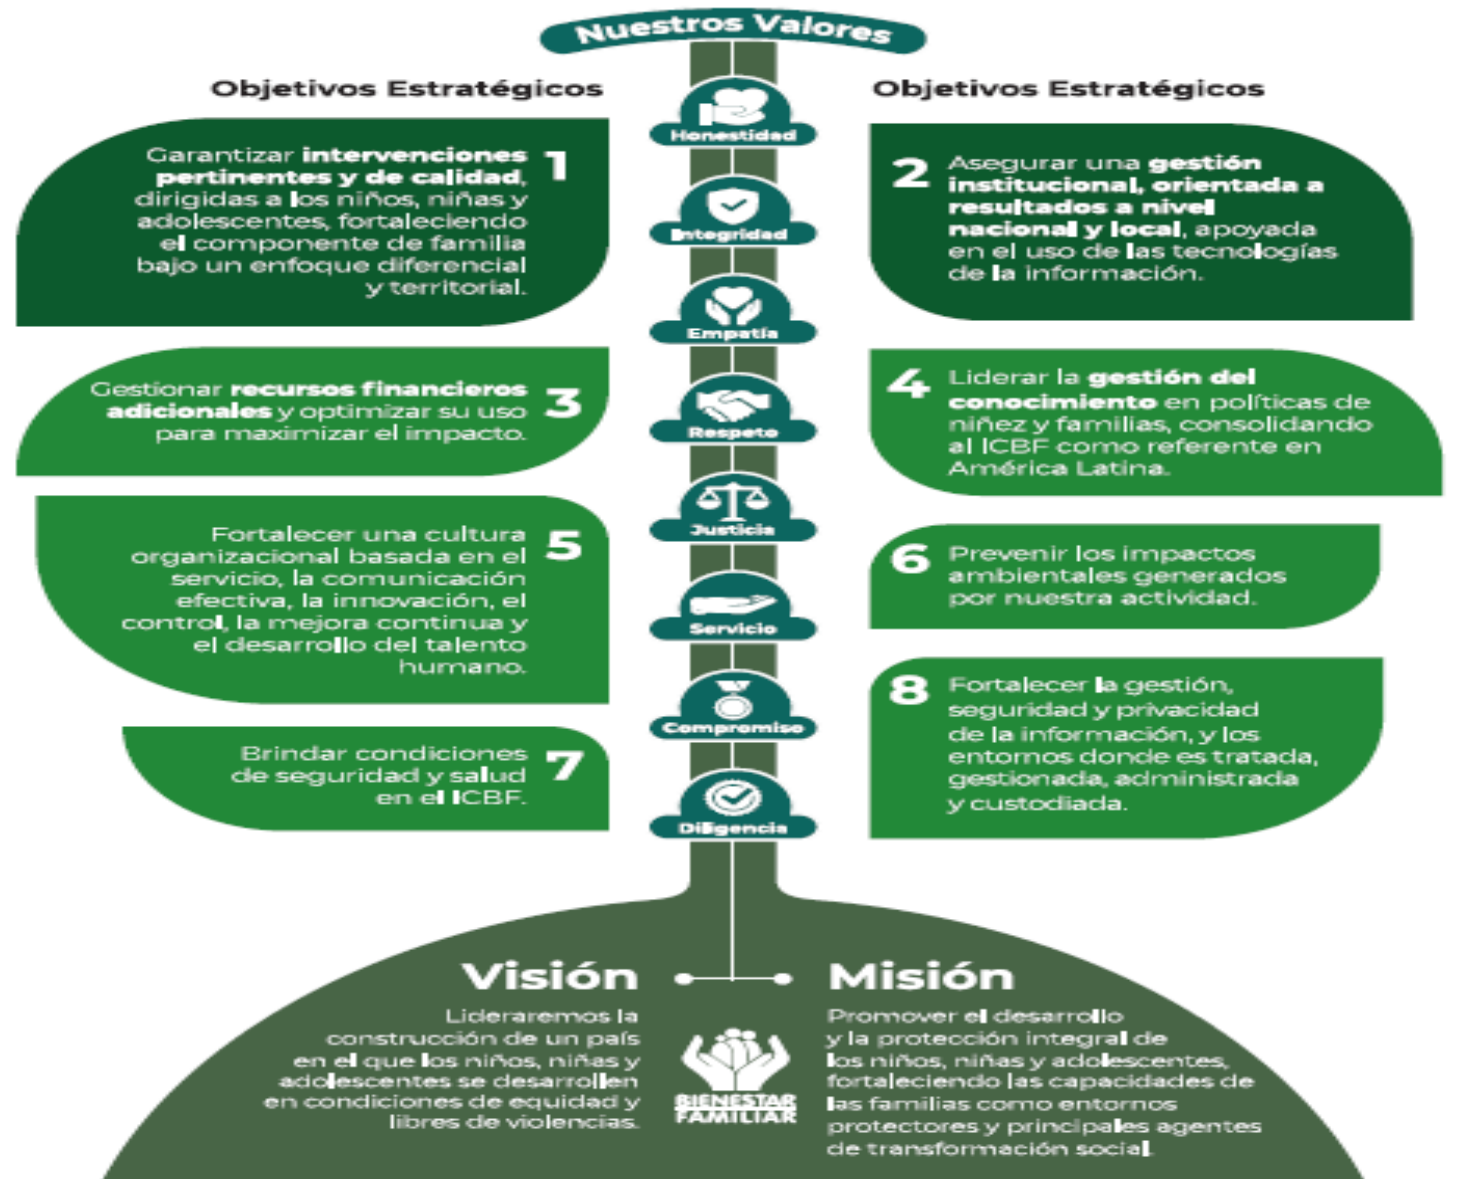 Nuestros Valores
Objetivos Estratégicos
1
Garantizar intervenciones
pertinentes y de calidad,
dirigidas a los niños, niñas y
adolescentes, fortaleciendo
el componente de familia
bajo un enfoque diferencial
y territorial.
3
Gestionar recursos financieros
adicionales y optimizar su uso
para maximizar el impacto.
5
Fortalecer una cultura
organizacional basada en el
servicio, la comunicación
efectiva, la innovación, el
control, la mejora continua y
el desarrollo del talento
humano.
7
Brindar condiciones
de seguridad y salud
en el ICBF.
Honestidad
Integridad
Empatía
Respeto
Justicia
Servicio
Compromiso
Diligencia
Objetivos Estratégicos
2
Asegurar una gestión
institucional, orientada a
resultados a nivel
nacional y local, apoyada
en el uso de las tecnologías
de la información.
4
Liderar la gestión del
conocimiento en políticas de
niñez y familias, consolidando
al ICBF como referente en
América Latina.
6
Prevenir los impactos
ambientales generados
por nuestra actividad.
8
Fortalecer la gestión,
seguridad y privacidad
de la información, y los
entornos donde es tratada,
gestionada, administrada
y custodiada.
Visión
Lideraremos la
construcción de un país
en el que los niños, niñas y
adolescentes se desarrollen
en condiciones de equidad y
libres de violencias.
BIENESTAR
FAMILIAR
Misión
Promover el desarrollo
y la protección integral de
los niños, niñas y adolescentes,
fortaleciendo las capacidades de
las familias como entornos
protectores y principales agentes
de transformación social.